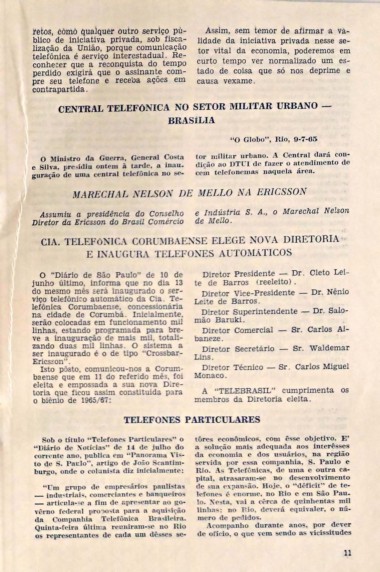 retos, como qualquer outro serviço pú-
blico de iniciativa privada, sob fisca-
lização da União, porque comunicação
telefônica é serviço interestadual. Re-
conhecer que a reconquista do tempo
perdido exigirá que o assinante com-
pre seu telefone e receba ações em
contrapartida.
Assim, sem temor de afirmar a va-
lidade da iniciativa privada nesse se-
tor vital da economia, poderemos em
curto tempo ver normalizado um es-
tado de coisa que só nos deprime e
causa vexame.
CENTRAL TELEFÔNICA NO SETOR MILITAR URBANO —
BRASÍLIA
"O Globo", Rio, 9-7-65
O Ministro da Guerra, General Costa
e Silva, presidiu ontem à tarde, a inau-
guração de uma central telefônica no se-
tor militar urbano. A Central dará con-
dição ao DTUI de fazer o atendimento de
cem telefonemas naquela área.
MARECHAL NELSON DE MELLO NA ERICSSON
Assumiu a presidência do Conselho
Diretor da Ericsson do Brasil Comércio
e Indústria S. A., o Marechal Nelson
de Mello.
CIA. TELEFÔNICA CORUMBAENSE ELEGE NOVA DIRETORIA
E INAUGURA TELEFONES AUTOMÁTICOS
O "Diário de São Paulo" de 10 de
junho último, informa que no dia 13
do mesmo mês será inaugurado o ser-
viço telefônico automático da Cia. Te-
lefônica Corumbaense, concessionária
na cidade de Corumbá. Inicialmente,
serão colocadas em funcionamento mil
linhas, estando programada para bre-
ve a inauguração de mais mil, totali-
zando duas mil linhas. O sistema a
ser inaugurado é o de tipo "Crossbar-
Ericsson".
Isto pôsto, comunicou-nos a Corum-
baense que em 11 do referido mês, foi
eleita e empossada a sua nova Dire-
toria que ficou assim constituída para
o biênio de 1965/67:
Diretor Presidente — Dr. Cleto Lei-
te de Barros (reeleito).
Diretor Vice-Presidente — Dr. Nênio
Leite de Barros.
Diretor Superintendente — Dr. Salo-
mão Baruki.
Diretor Comercial — Sr. Carlos Al-
baneze.
Diretor Secretário — Sr. Waldemar
Lins.
Diretor Técnico — Sr. Carlos Miguel
Monaco.
A "TELEBRASIL" cumprimenta os
membros da Diretoria eleita.
TELEFONES PARTICULARES
Sob o título "Telefones Particulares" o
"Diário de Notícias" de 14 de julho do
corrente ano, publica em "Panorama Vis-
to de S. Paulo", artigo de João Scantim-
burgo, onde o colunista diz inicialmente:
"Um grupo de empresários paulistas
— industriais, comerciantes e banqueiros
— articula-se a fim de apresentar ao go-
vêrno federal proposta para a aquisição
da Companhia Telefônica Brasileira.
Quinta-feira última reuniram-se no Rio
os representantes de cada um dêsses se-
tôres econômicos, com êsse objetivo. E'
a solução mais adequada aos interêsses
da economia e dos usuários, na região
servida por essa companhia, S. Paulo e
Rio. As Telefônicas, de uma e outra ca-
pital, atrasaram-se no desenvolvimento
de sua expansão. Hoje, o "déficit" de te-
lefones é enorme, no Rio e em São Pau-
lo. Nesta, vai a cêrca de quinhentas mil
linhas; no Rio, deverá equivaler, o nú-
mero de pedidos.
Acompanho durante anos, por dever
de ofício, o que vem sendo as vicissitudes
11